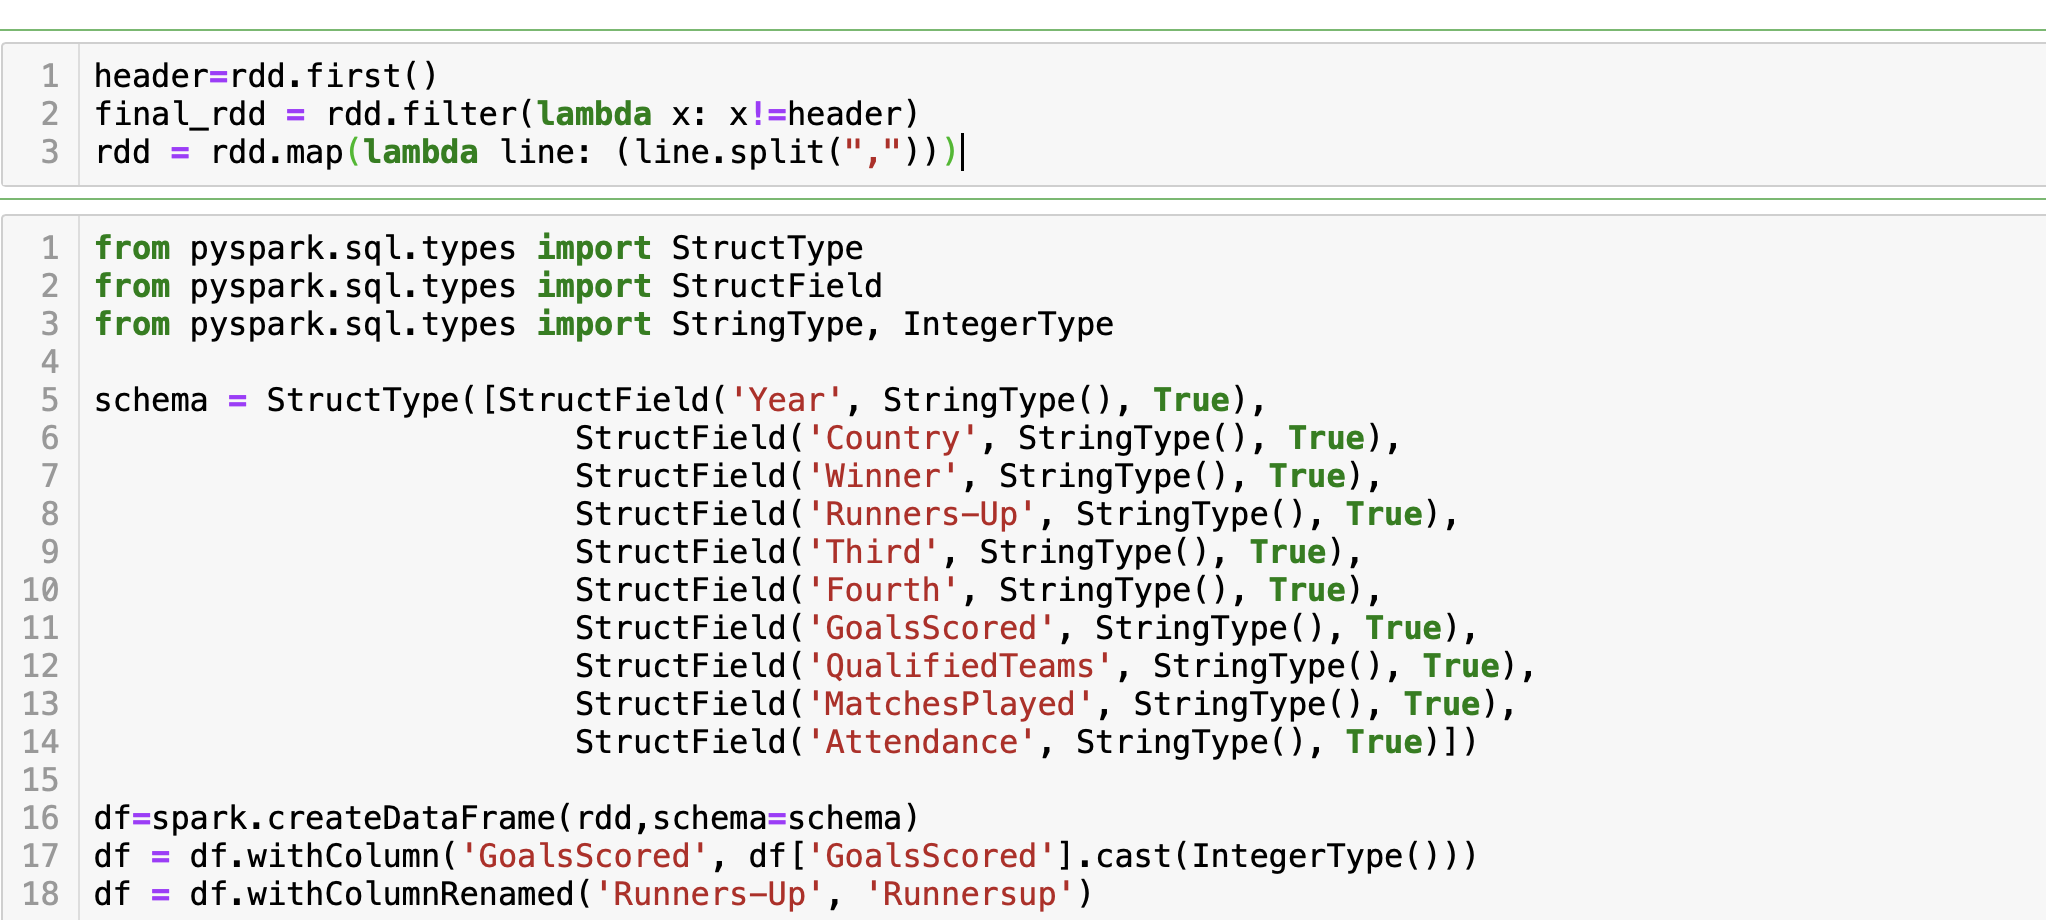 1 header=rdd.first()
2 final_rdd = rdd.filter(lambda x: x!=header)
3 rdd = rdd.map(lambda line: (line.split(",")))
1 from pyspark.sql.types import StructType
2 from pyspark.sql.types import StructField
3 from pyspark.sql.types import StringType, IntegerType
4
5 schema = StructType([StructField('Year', StringType(), True),
6                          StructField('Country', StringType(), True),
7                          StructField('Winner', StringType(), True),
8                          StructField('Runners-Up', StringType(), True),
9                          StructField('Third', StringType(), True),
10                         StructField('Fourth', StringType(), True),
11                         StructField('GoalsScored', StringType(), True),
12                         StructField('QualifiedTeams', StringType(), True),
13                         StructField('MatchesPlayed', StringType(), True),
14                         StructField('Attendance', StringType(), True)])
15
16 df=spark.createDataFrame(rdd,schema=schema)
17 df = df.withColumn('GoalsScored', df['GoalsScored'].cast(IntegerType()))
18 df = df.withColumnRenamed('Runners-Up', 'Runnersup')